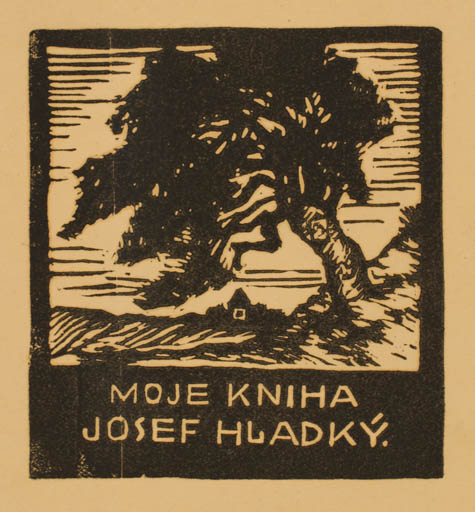 MOJE KNIHA
JOSEF HLADKÝ.